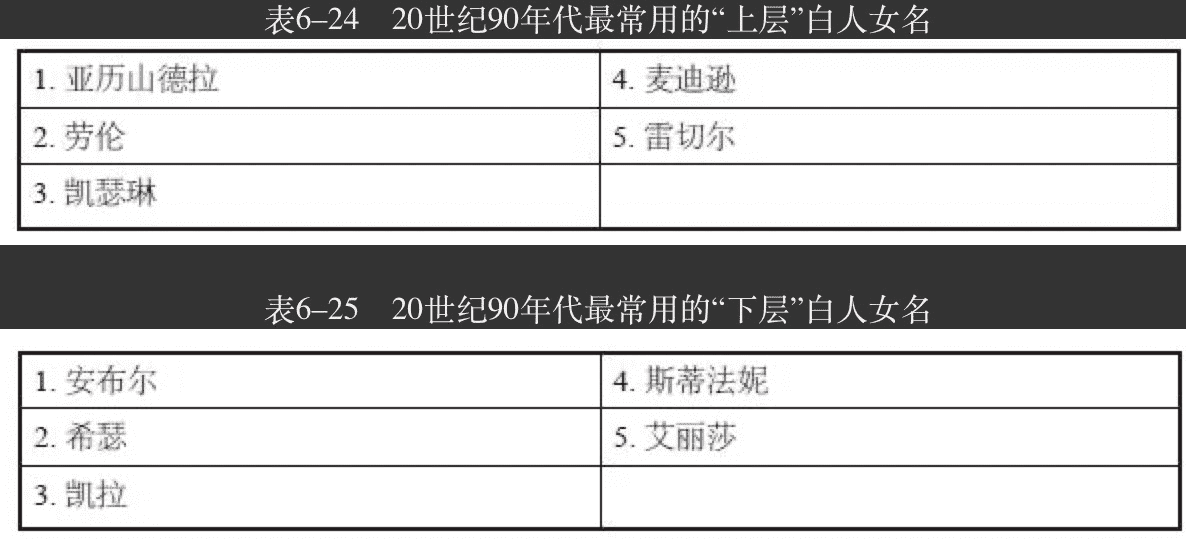 表6–24 20世纪90年代最常用的“上层”白人女名
1. 亚历山德拉 4. 麦迪逊
2. 劳伦 5. 雷切尔
3. 凯瑟琳
表6–25 20世纪90年代最常用的“下层”白人女名
1. 安布尔 4. 斯蒂法妮
2. 希瑟 5. 艾丽莎
3. 凯拉